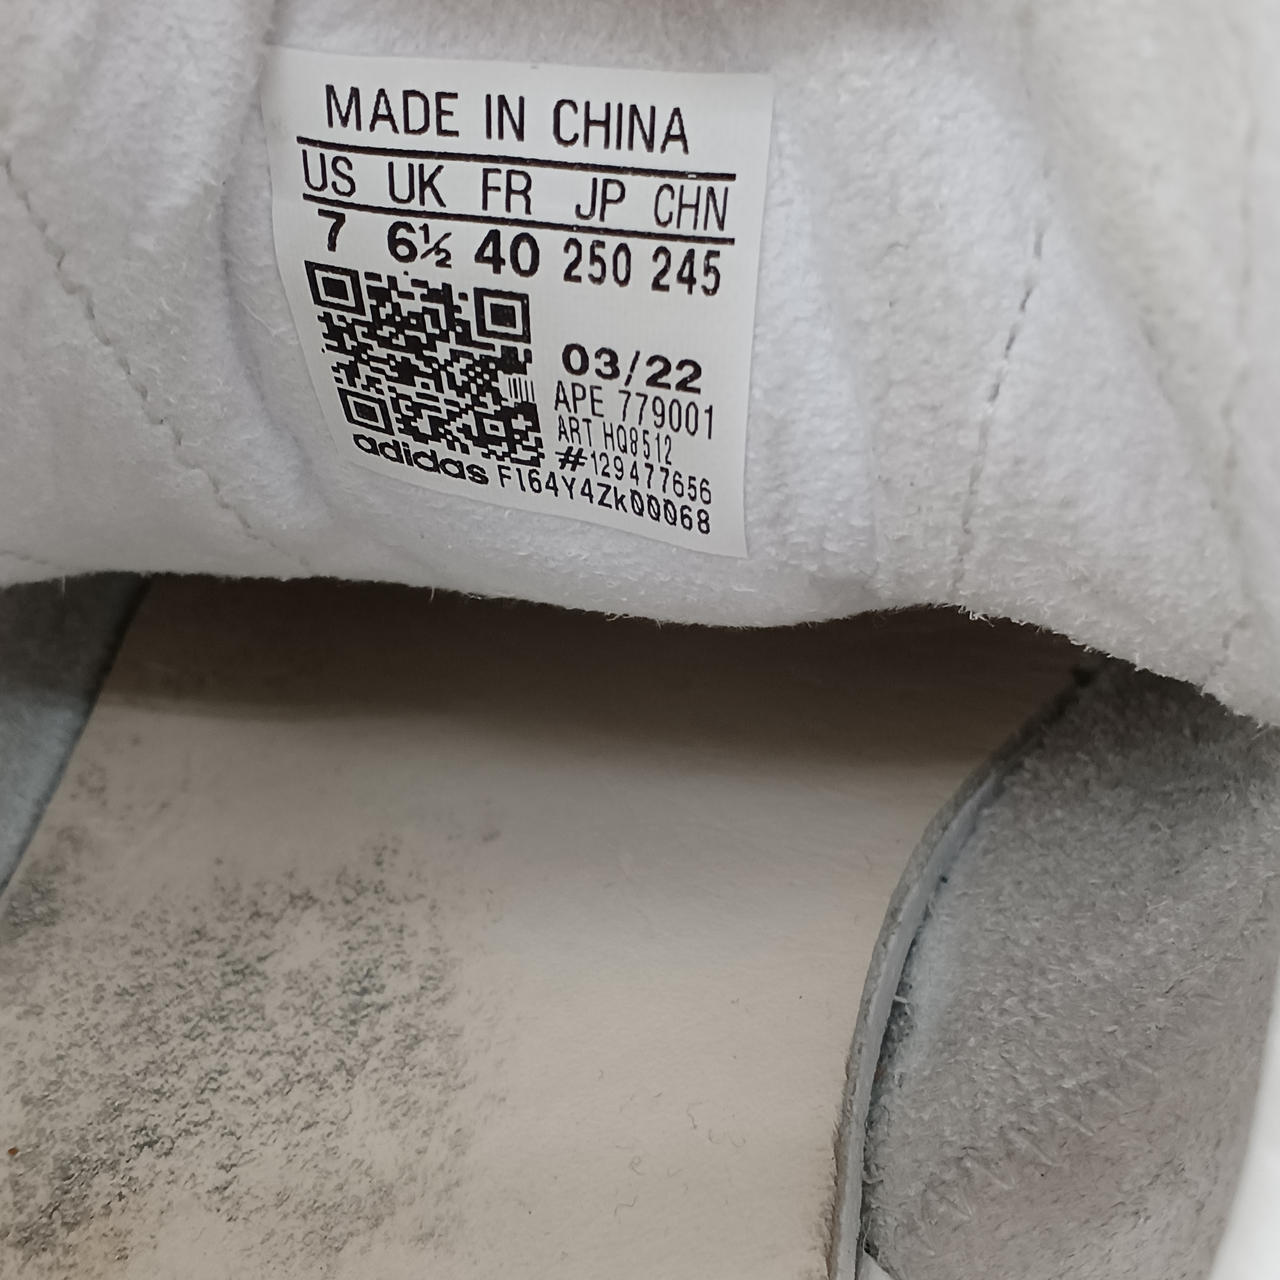 MADE IN CHINA
US UK FR JP CHN
7 6½ 40 250 245
03/22
APE 779001
ART HQ8512
#129477656
adidas F164Y4Zk00068